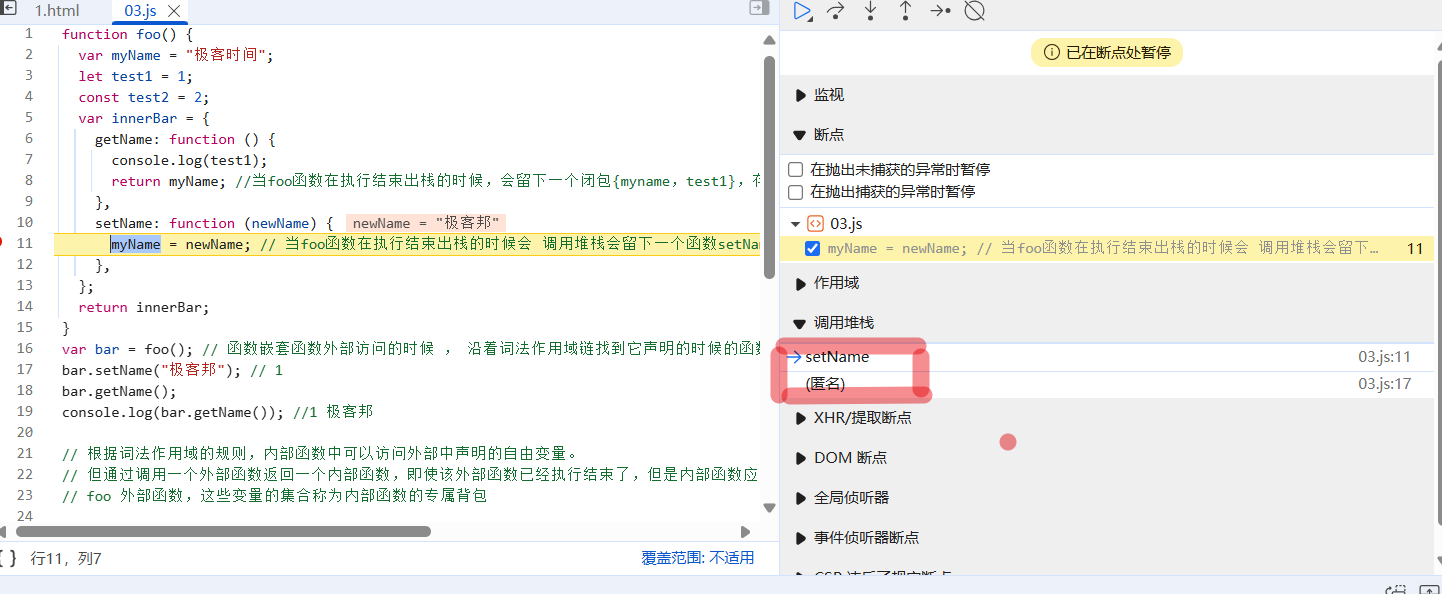 1.html
03.js
1 function foo() {
2 var myName = "极客时间";
3 let test1 = 1;
4 const test2 = 2;
5 var innerBar = {
6 getName: function () {
7 console.log(test1);
8 return myName; //当foo函数在执行结束出栈的时候，会留下一个闭包{myname，test1}，
9 },
10 setName: function (newName) { newName = "极客邦"
11 myName = newName; // 当foo函数在执行结束出栈的时候会 调用堆栈会留下一个函数setNa
12 },
13 };
14 return innerBar;
15 }
16 var bar = foo(); // 函数嵌套函数外部访问的时候 ， 沿着词法作用域链找到它声明的时候的函
17 bar.setName("极客邦"); // 1
18 bar.getName();
19 console.log(bar.getName()); //1 极客邦
20
21 // 根据词法作用域的规则，内部函数中可以访问外部中声明的自由变量。
22 // 但通过调用一个外部函数返回一个内部函数，即使该外部函数已经执行结束了，但是内部函数应
23 // foo 外部函数，这些变量的集合称为内部函数的专属背包
24
{ } 行11，列7
覆盖范围: 不适用
已在断点处暂停
监视
断点
在抛出未捕获的异常时暂停
在抛出捕获的异常时暂停
03.js
myName = newName; // 当foo函数在执行结束出栈的时候会 调用堆栈会留下… 11
作用域
调用堆栈
setName 03.js:11
(匿名) 03.js:17
XHR/提取断点
DOM 断点
全局侦听器
事件侦听器断点